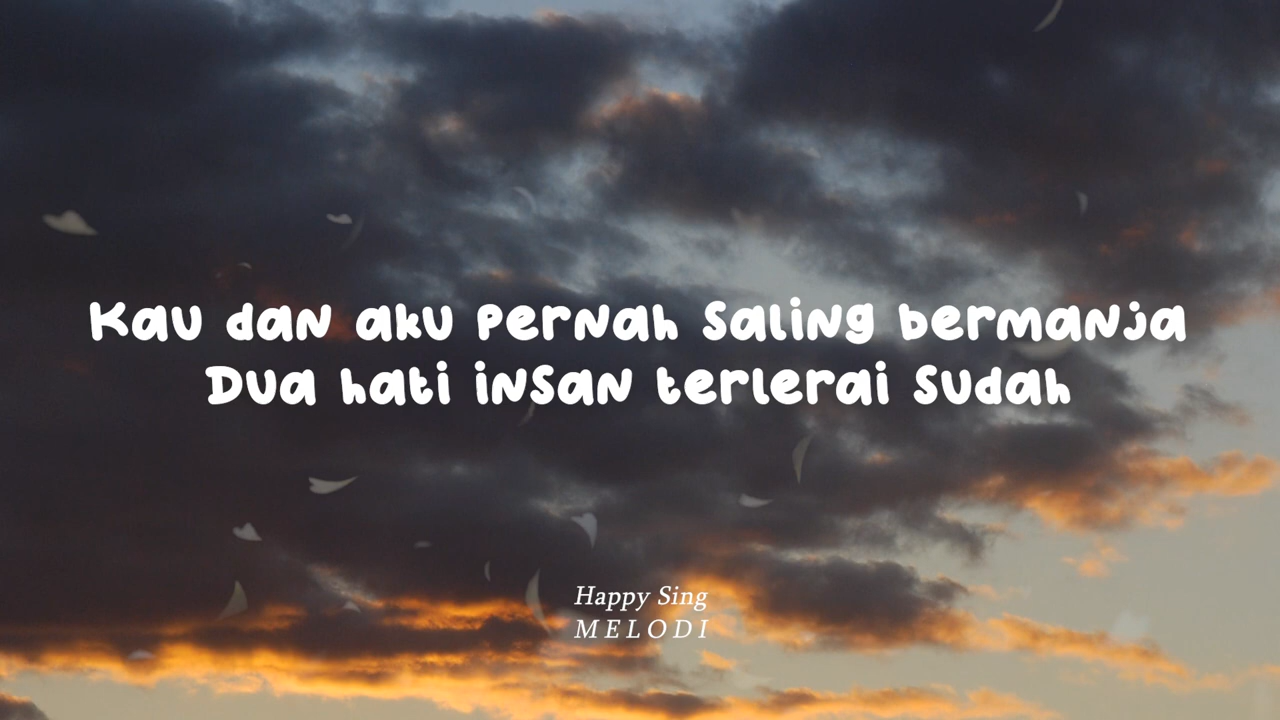 Kau dan aku pernah saling bermanja
Dua hati insan terlerai sudah
Happy Sing
MELODI